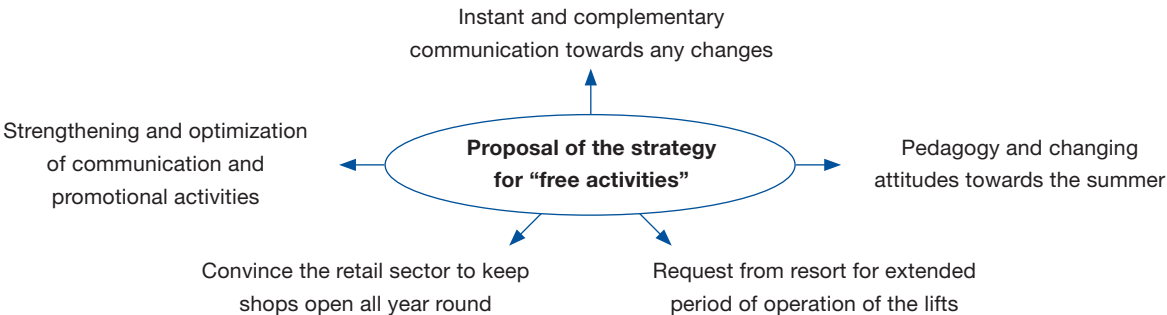 Instant and complementary
communication towards any changes
Strengthening and optimization
of communication and
promotional activities
Proposal of the strategy
for “free activities”
Pedagogy and changing
attitudes towards the summer
Convince the retail sector to keep
shops open all year round
Request from resort for extended
period of operation of the lifts